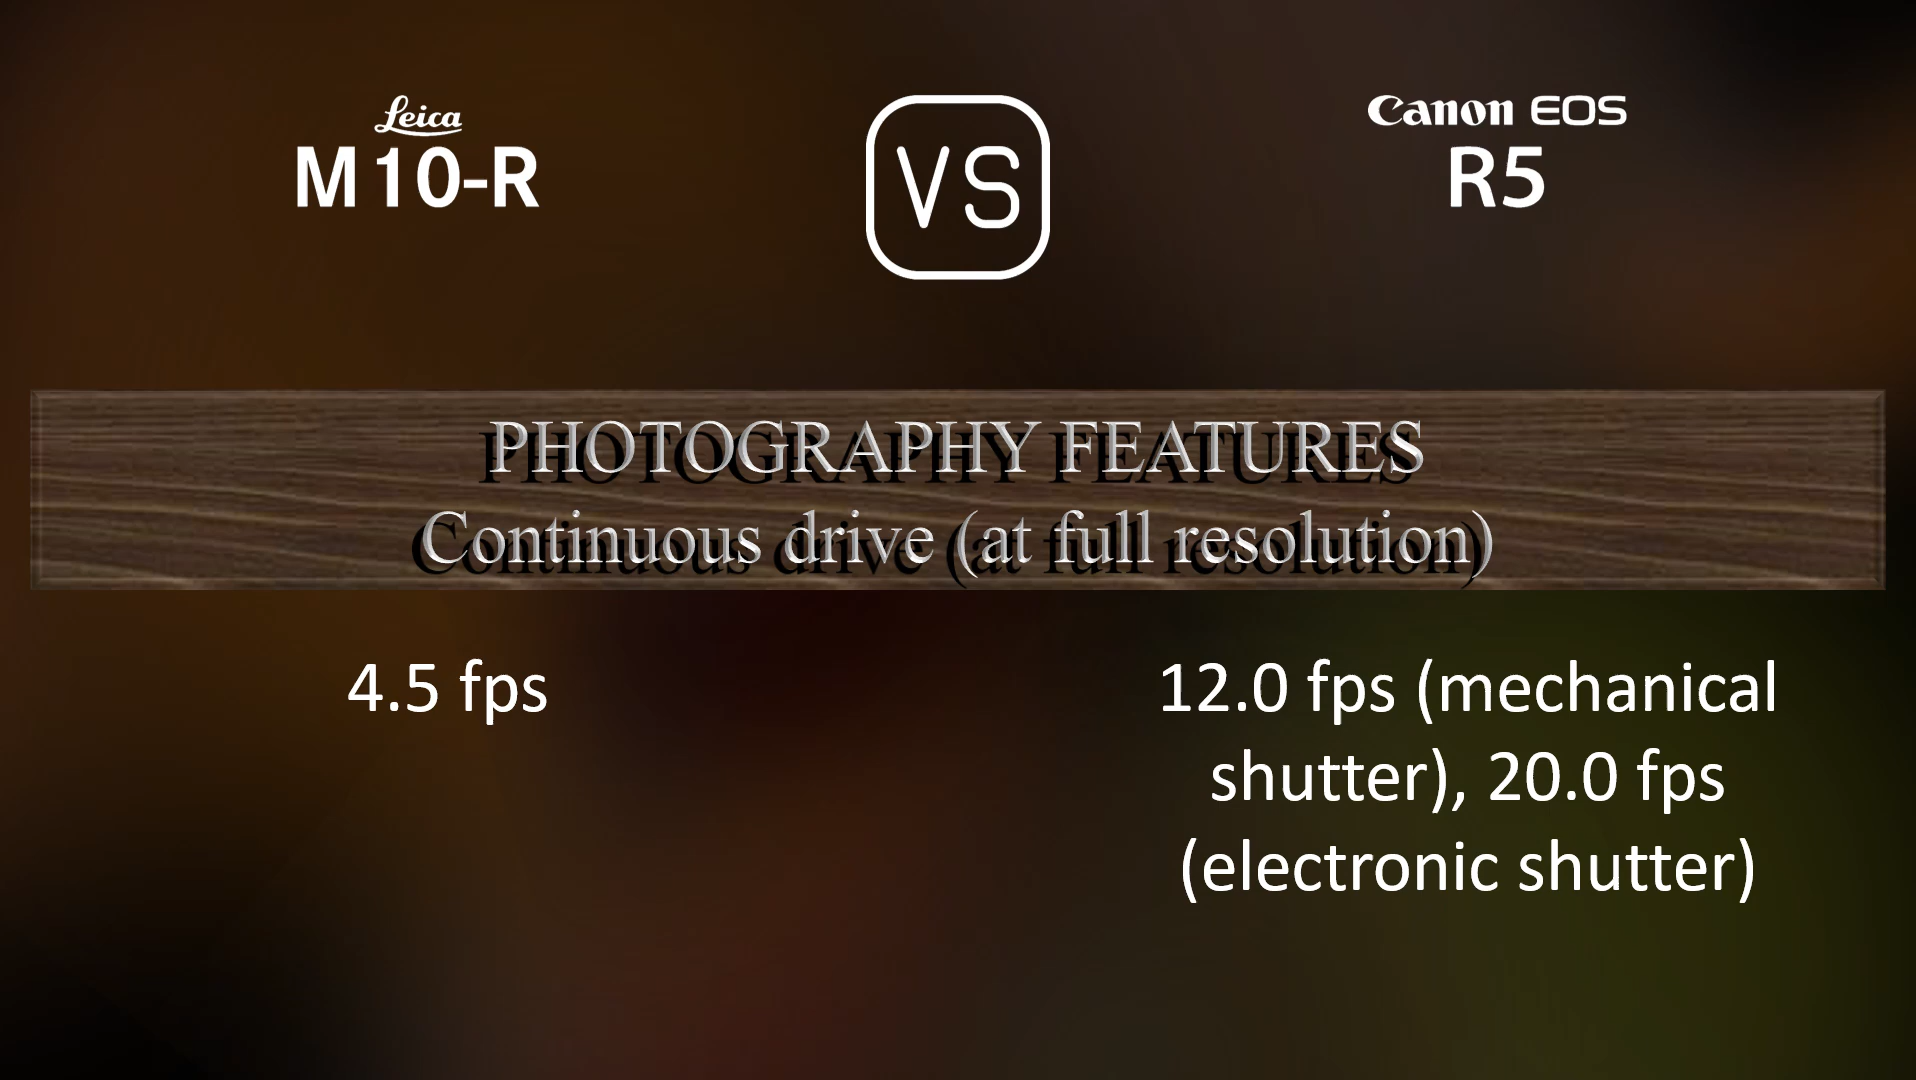 Leica
M10-R
VS
Canon EOS
R5
PHOTOGRAPHY FEATURES
Continuous drive (at full resolution)
4.5 fps
12.0 fps (mechanical
shutter), 20.0 fps
(electronic shutter)